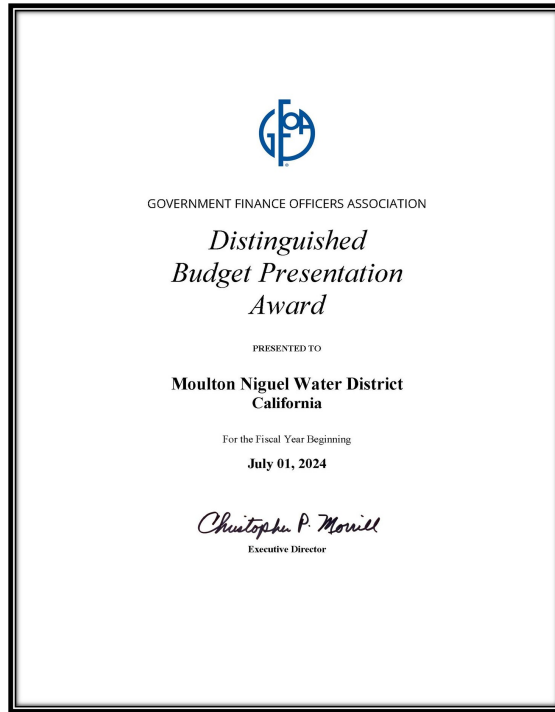 GFOA
GOVERNMENT FINANCE OFFICERS ASSOCIATION
Distinguished
Budget Presentation
Award
PRESENTED TO
Moulton Niguel Water District
California
For the Fiscal Year Beginning
July 01, 2024
Christopher P. Morrill
Executive Director